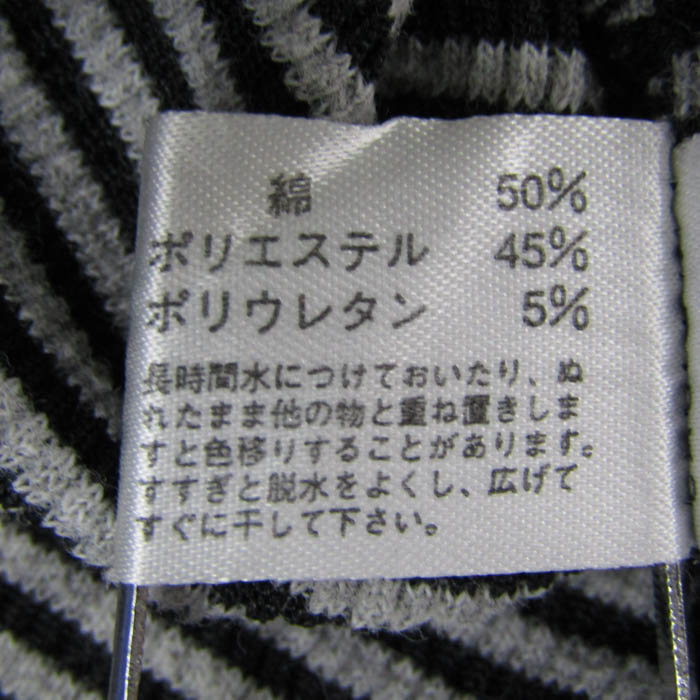 綿 50%
ポリエステル 45%
ポリウレタン 5%
長時間水につけておいたり、ぬ
れたまま他の物と重ね置きしま
すと色移りすることがあります。
すすぎと脱水をよくし、広げて
すぐに干して下さい。